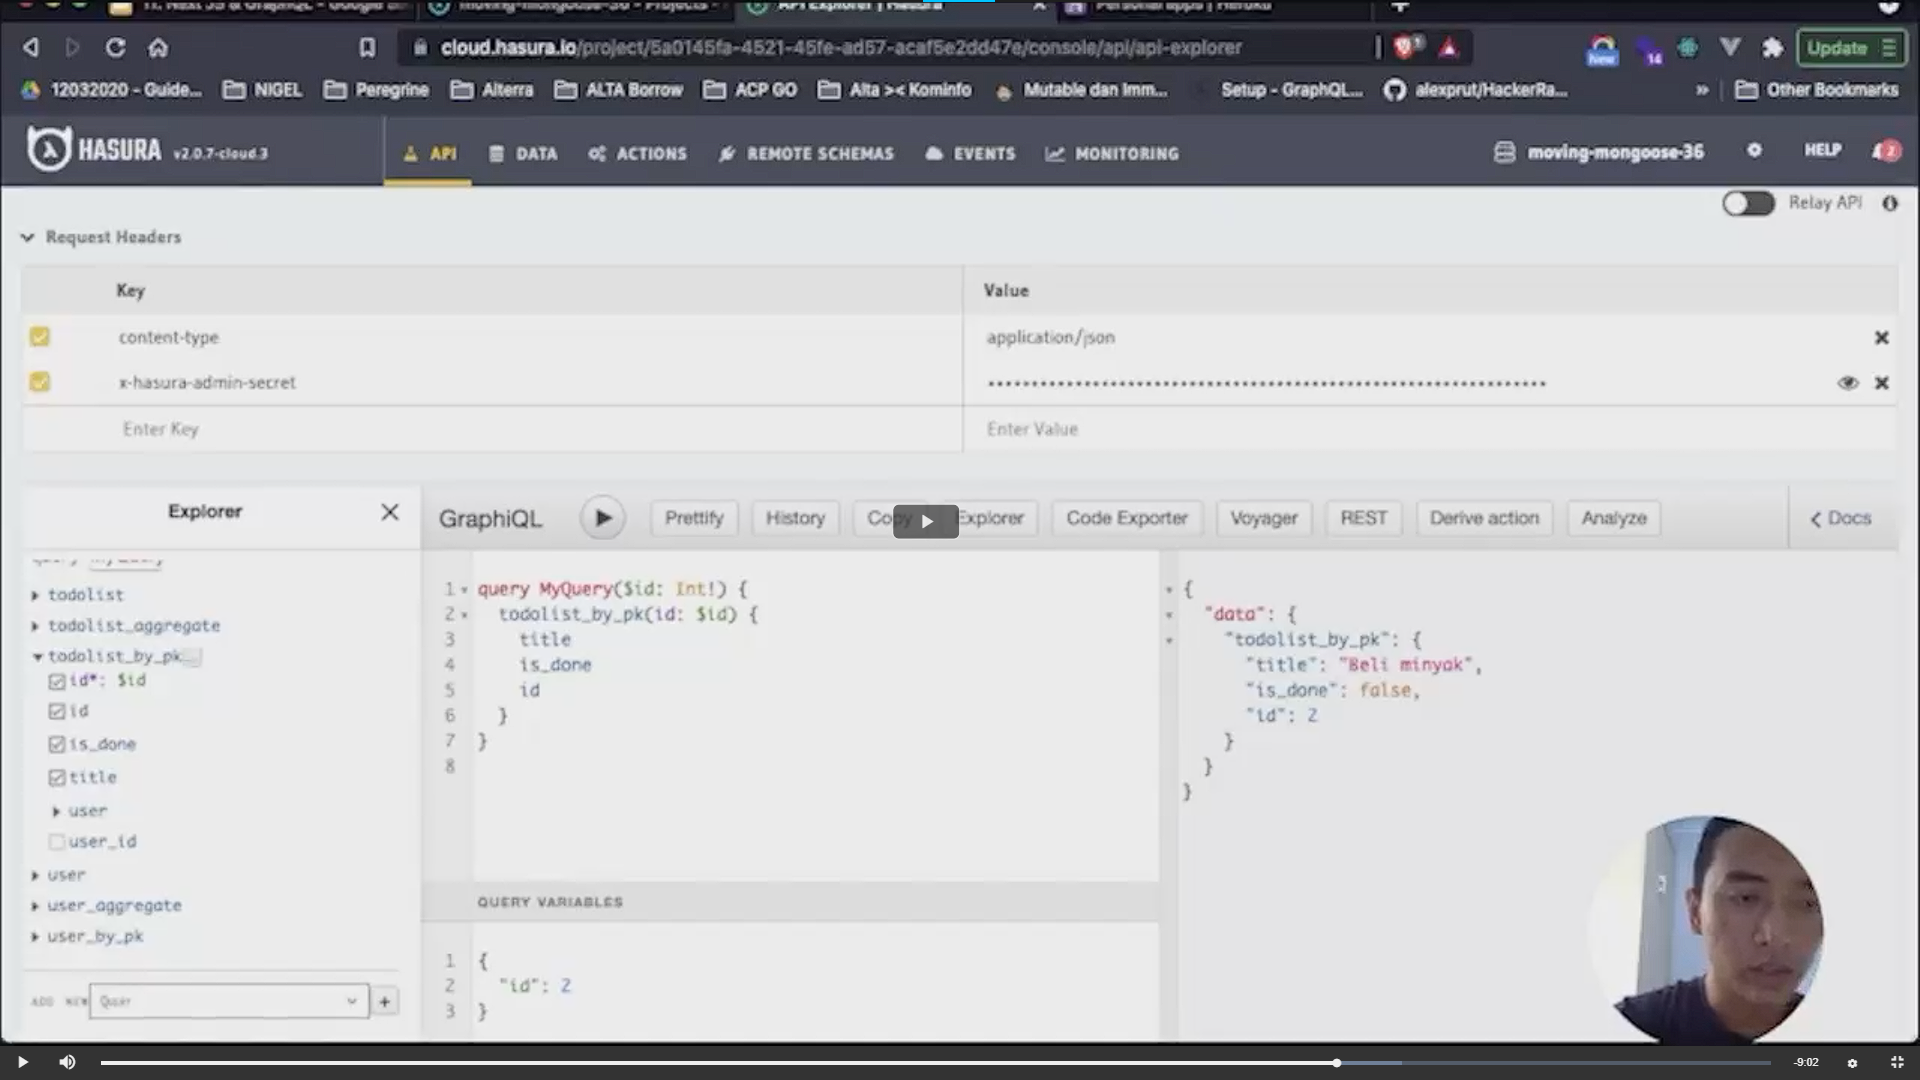 11. Next JS & GraphQL - Google S
moving-mongoose-36 - Projects -
API Explorer | Hasura
Personal apps | Heroku
cloud.hasura.io/project/5a0145fa-4521-45fe-ad57-acaf5e2dd47e/console/api/api-explorer
1
New
14
Update
12032020 - Guide...
NIGEL
Peregrine
Alterra
ALTA Borrow
ACP GO
Alta >< Kominfo
Mutable dan Imm...
Setup - GraphQL...
alexprut/HackerRa...
»
Other Bookmarks
HASURA v2.0.7-cloud.3
API
DATA
ACTIONS
REMOTE SCHEMAS
EVENTS
MONITORING
moving-mongoose-36
HELP
2
Relay API
Request Headers
Key Value
content-type application/json
x-hasura-admin-secret
Enter Key Enter Value
Explorer
GraphiQL
Prettify
History
Copy
Explorer
Code Exporter
Voyager
REST
Derive action
Analyze
< Docs
query MyQuery
todolist
todolist_aggregate
todolist_by_pk...
id*: $id
id
is_done
title
user
user_id
user
user_aggregate
user_by_pk
ADD NEW Query +
1 query MyQuery($id: Int!) {
2 todolist_by_pk(id: $id) {
3 title
4 is_done
5 id
6 }
7 }
8
QUERY VARIABLES
1 {
2 "id": 2
3 }
{
"data": {
"todolist_by_pk": {
"title": "Beli minyak",
"is_done": false,
"id": 2
}
}
}
-9:02